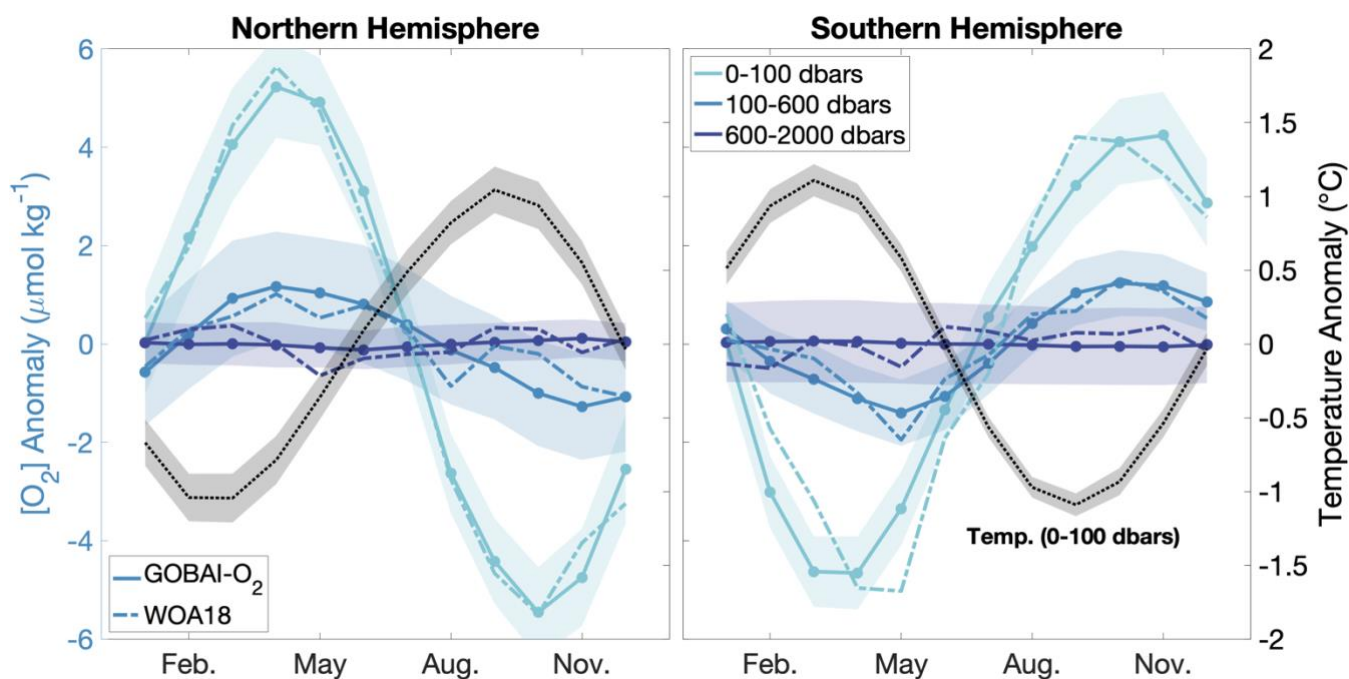 Northern Hemisphere
Southern Hemisphere
[O₂] Anomaly (μmol kg⁻¹)
6
4
2
0
-2
-4
-6
GOBAI-O₂
WOA18
Feb.
May
Aug.
Nov.
0-100 dbars
100-600 dbars
600-2000 dbars
Temp. (0-100 dbars)
Feb.
May
Aug.
Nov.
2
1.5
1
0.5
0
-0.5
-1
-1.5
-2
Temperature Anomaly (°C)